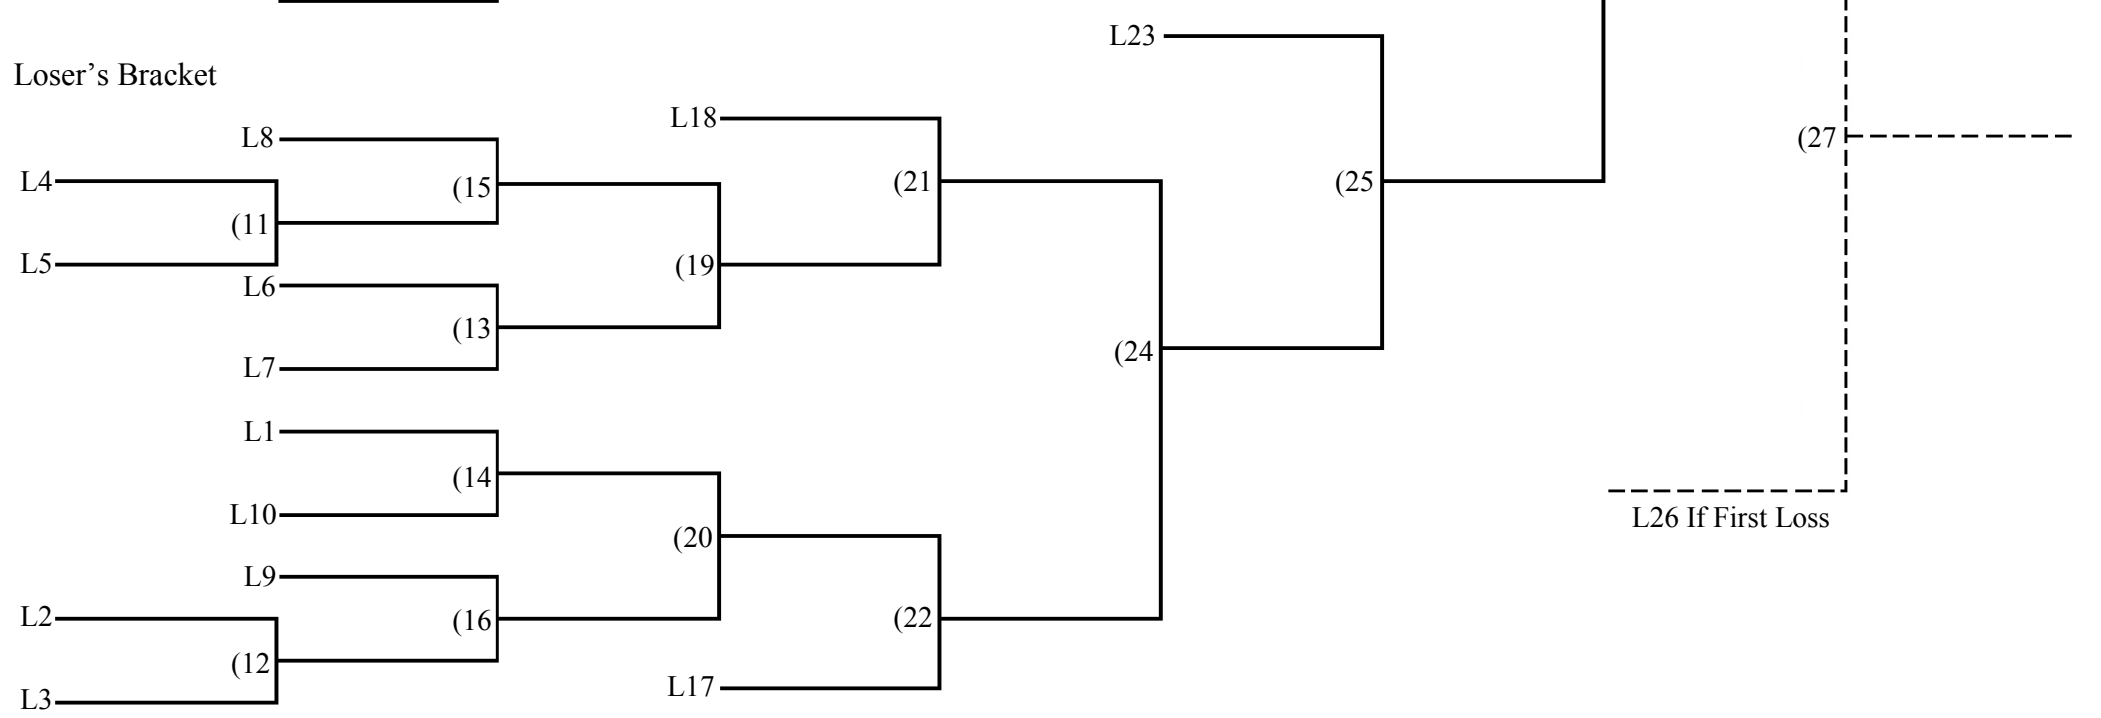 L23
Loser’s Bracket
L18
L8
(27
L4
(15
(21
(25
(11
L5
(19
L6
(13
(24
L7
L1
(14
L10
L26 If First Loss
(20
L9
L2
(16
(22
(12
L17
L3